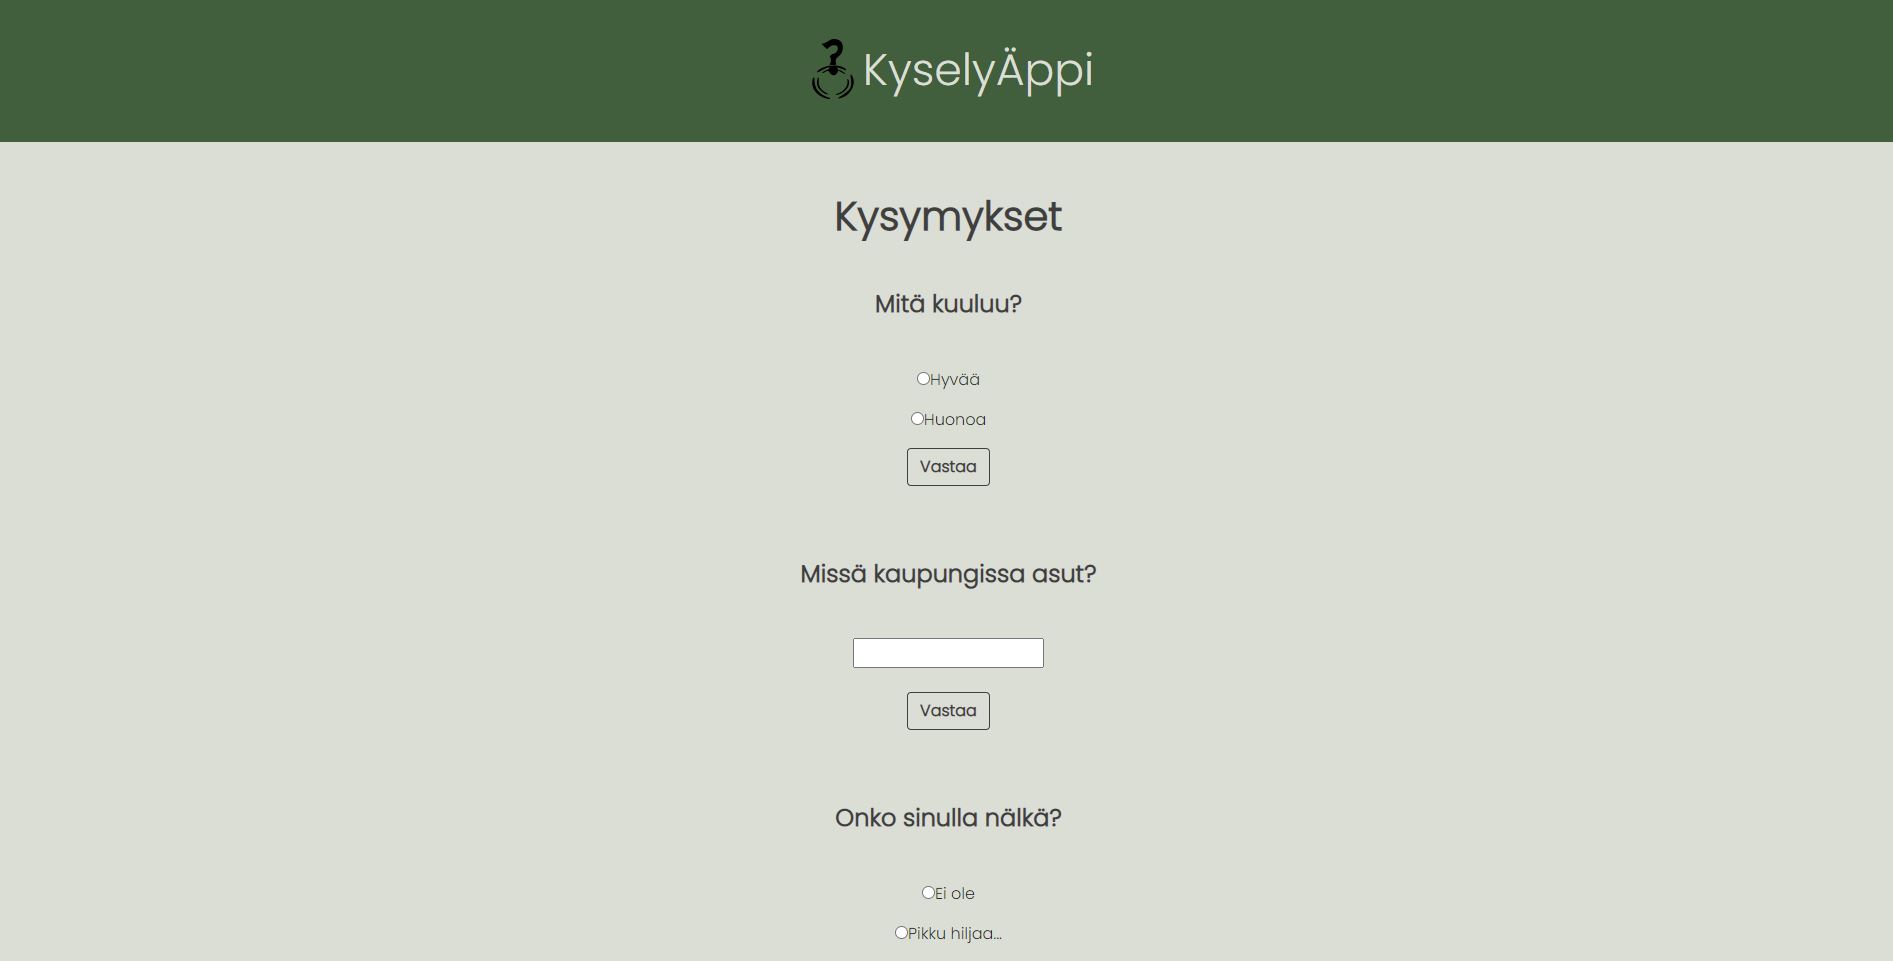 KyselyÄppi
Kysymykset
Mitä kuuluu?
Hyvää
Huonoa
Vastaa
Missä kaupungissa asut?
Vastaa
Onko sinulla nälkä?
Ei ole
Pikku hiljaa...